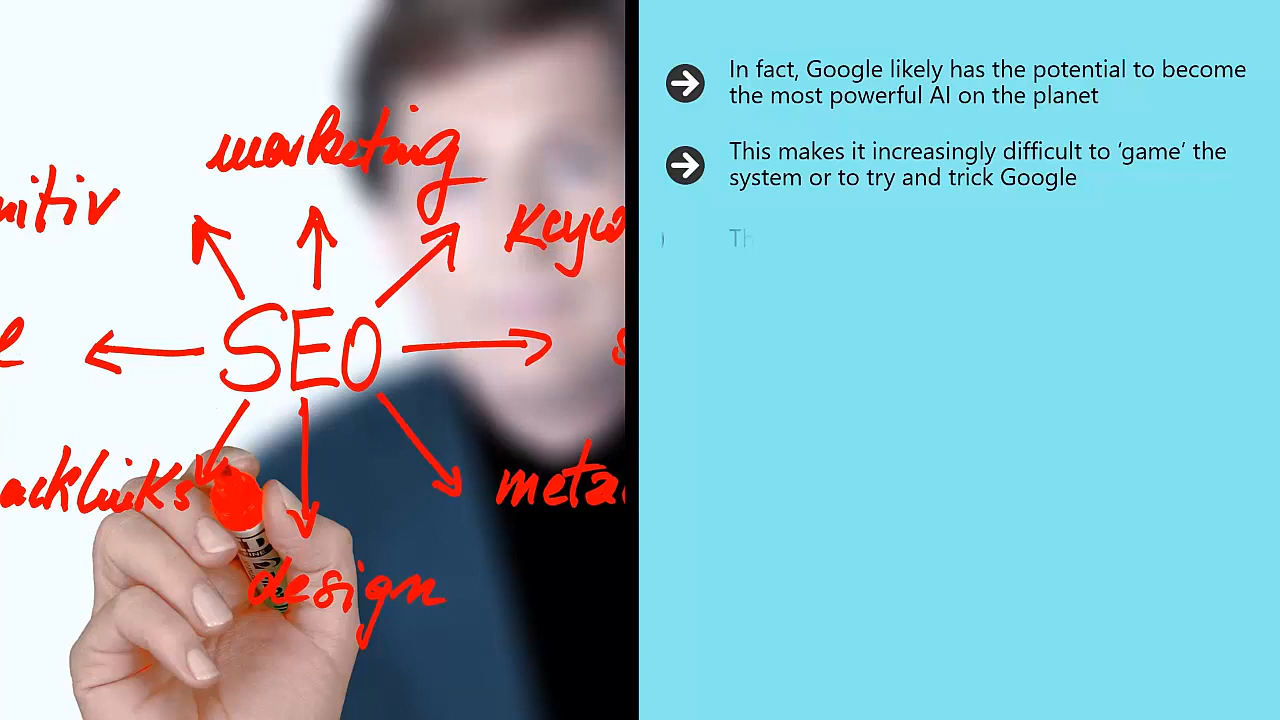 marketing
SEO
design
In fact, Google likely has the potential to become
the most powerful AI on the planet
This makes it increasingly difficult to ‘game’ the
system or to try and trick Google